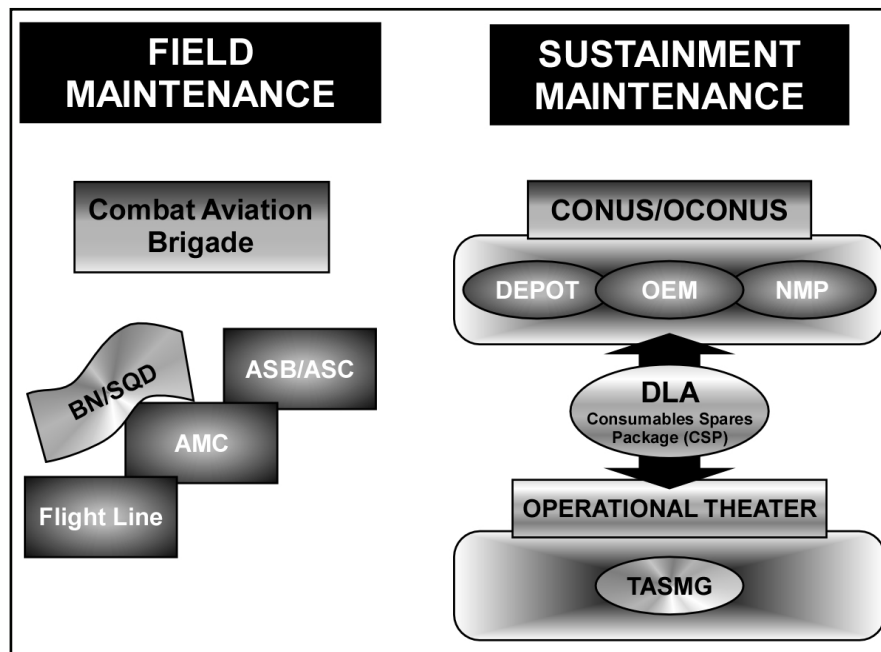 FIELD
MAINTENANCE
Combat Aviation
Brigade
BN/SQD
ASB/ASC
AMC
Flight Line
SUSTAINMENT
MAINTENANCE
CONUS/OCONUS
DEPOT
OEM
NMP
DLA
Consumables Spares
Package (CSP)
OPERATIONAL THEATER
TASMG